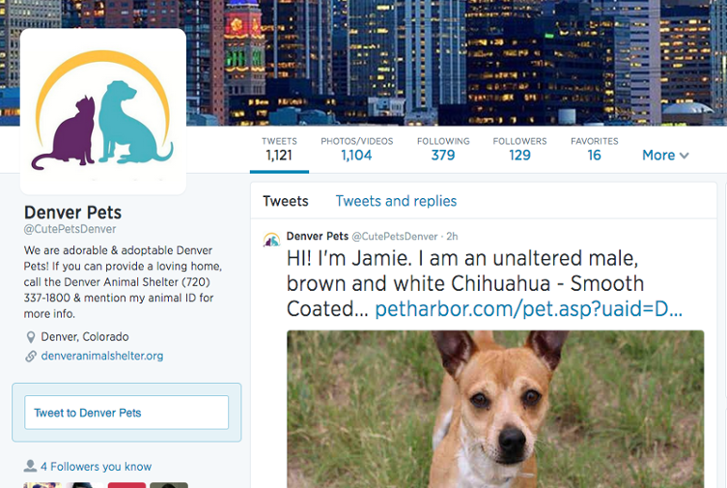 TWEETS
1,121
PHOTOS/VIDEOS
1,104
FOLLOWING
379
FOLLOWERS
129
FAVORITES
16
More
Denver Pets
@CutePetsDenver
We are adorable & adoptable Denver
Pets! If you can provide a loving home,
call the Denver Animal Shelter (720)
337-1800 & mention my animal ID for
more info.
Denver, Colorado
denveranimalshelter.org
Tweet to Denver Pets
4 Followers you know
Tweets Tweets and replies
Denver Pets @CutePetsDenver · 2h
HI! I'm Jamie. I am an unaltered male,
brown and white Chihuahua - Smooth
Coated... petharbor.com/pet.asp?uaid=D...